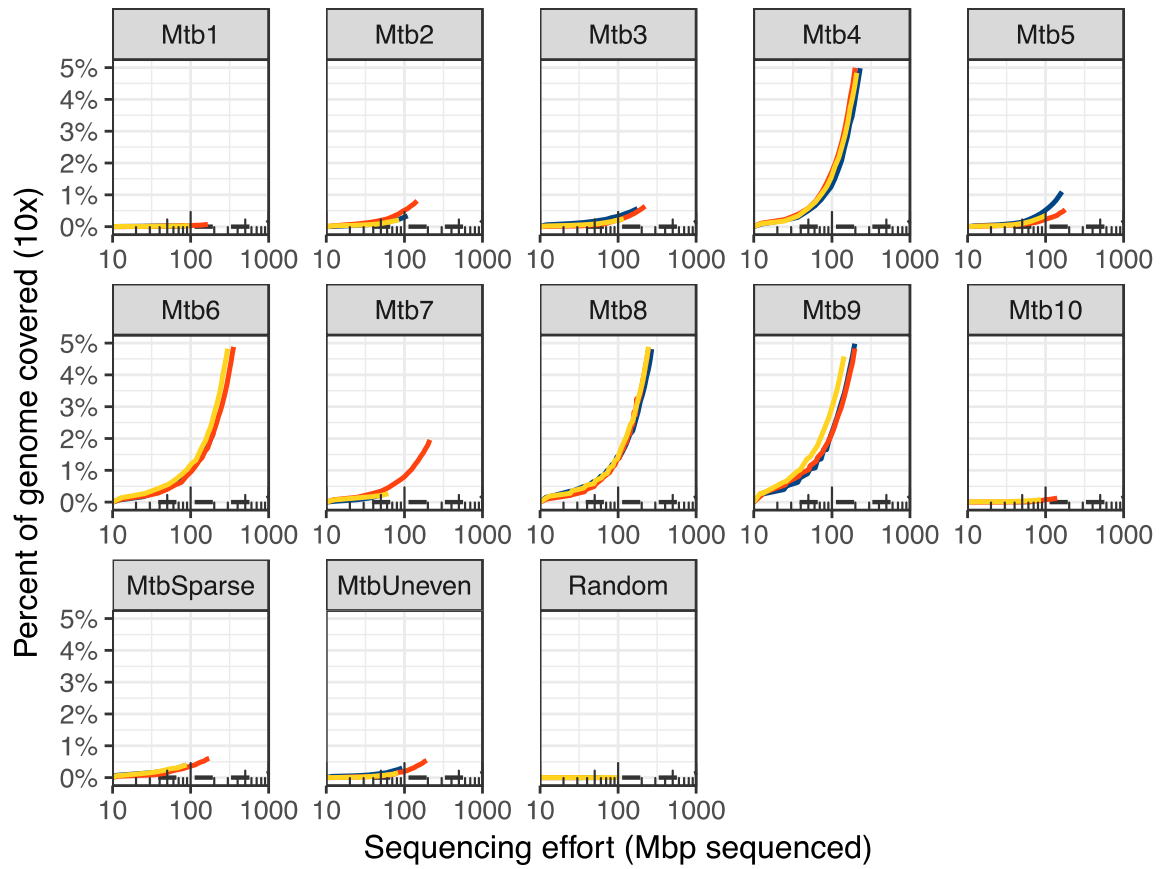 Mtb1 Mtb2 Mtb3 Mtb4 Mtb5
5%
4%
3%
2%
1%
0%
10 100 1000 10 100 1000 10 100 1000 10 100 1000 10 100 1000
Mtb6 Mtb7 Mtb8 Mtb9 Mtb10
5%
4%
3%
2%
1%
0%
10 100 1000 10 100 1000 10 100 1000 10 100 1000 10 100 1000
MtbSparse MtbUneven Random
5%
4%
3%
2%
1%
0%
10 100 1000 10 100 1000 10 100 1000
Percent of genome covered (10x)
Sequencing effort (Mbp sequenced)